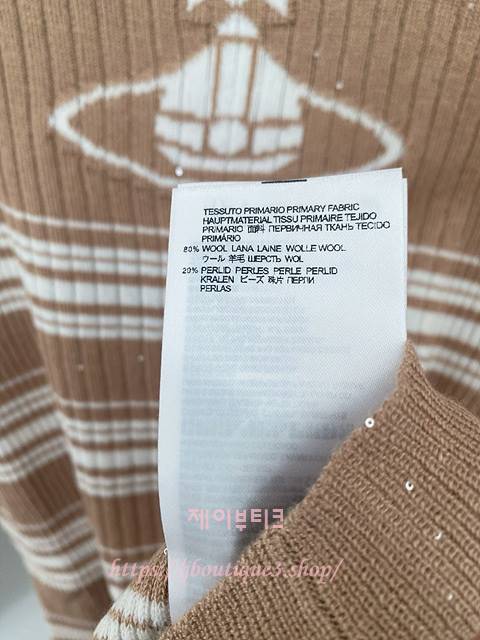 TESSUTO PRIMARIO PRIMARY FABRIC
HAUPTMATERIAL TISSU PRIMAIRE TEJIDO
PRIMARIO 面料 ПЕРВИЧНАЯ ТКАНЬ TECIDO
PRIMÁRIO
80% WOOL LANA LAINE WOLLE WOOL
ウール 羊毛 ШЕРСТЬ WOL
20% PERLID PERLES PERLE PERLID
KRALEN ビーズ 珠片 ПЕРЛИ
PERLAS
제이부티크
https://jboutique5.shop/